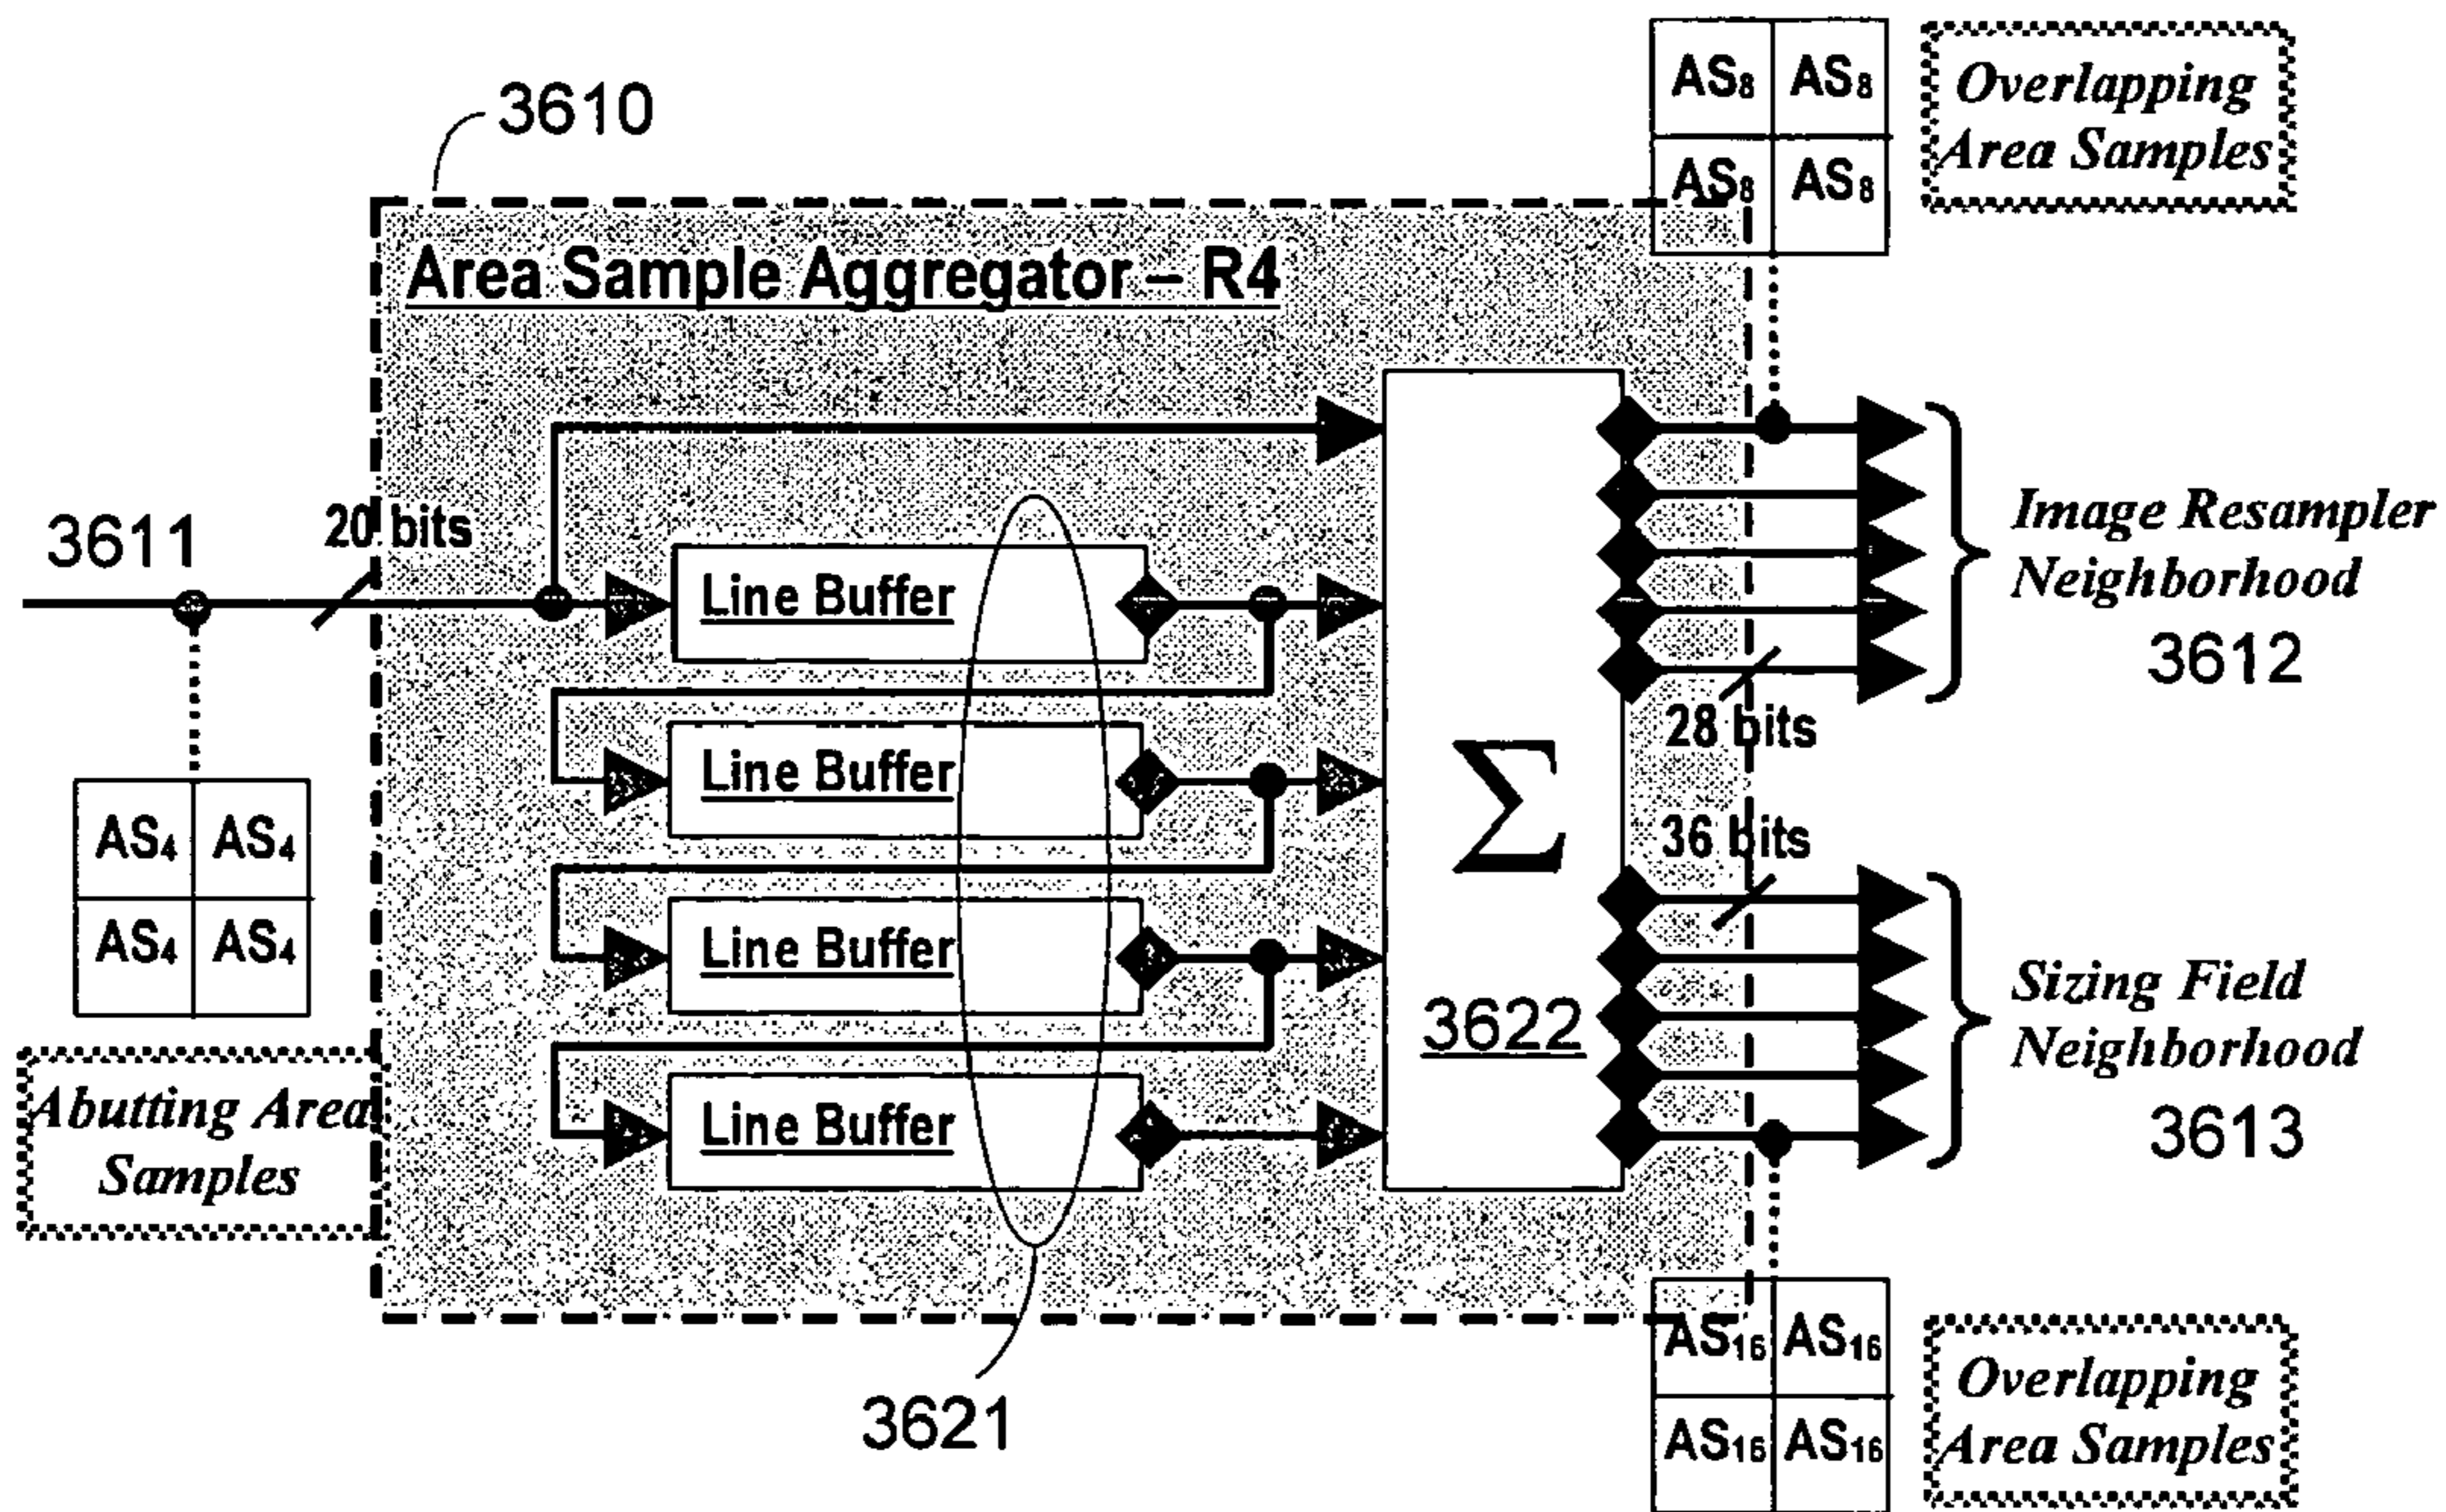 AS₈ AS₈
AS₈ AS₈
Overlapping
Area Samples
3610
Area Sample Aggregator – R4
3611
20 bits
Line Buffer
Line Buffer
Line Buffer
Line Buffer
Σ
3622
Image Resampler
Neighborhood
3612
28 bits
36 bits
AS₄ AS₄
AS₄ AS₄
Abutting Area
Samples
Sizing Field
Neighborhood
3613
3621
AS₁₆ AS₁₆
AS₁₆ AS₁₆
Overlapping
Area Samples